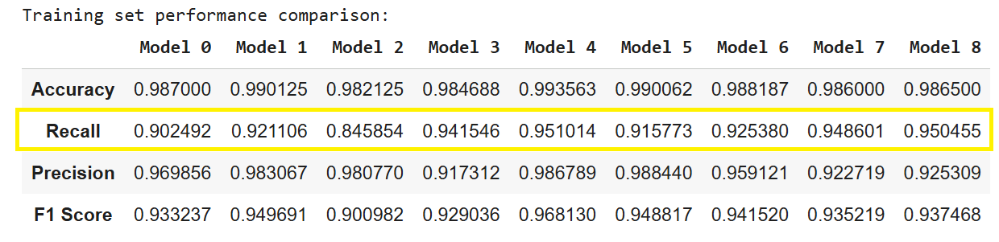 Training set performance comparison:
Model 0 Model 1 Model 2 Model 3 Model 4 Model 5 Model 6 Model 7 Model 8
Accuracy 0.987000 0.990125 0.982125 0.984688 0.993563 0.990062 0.988187 0.986000 0.986500
Recall 0.902492 0.921106 0.845854 0.941546 0.951014 0.915773 0.925380 0.948601 0.950455
Precision 0.969856 0.983067 0.980770 0.917312 0.986789 0.988440 0.959121 0.922719 0.925309
F1 Score 0.933237 0.949691 0.900982 0.929036 0.968130 0.948817 0.941520 0.935219 0.937468